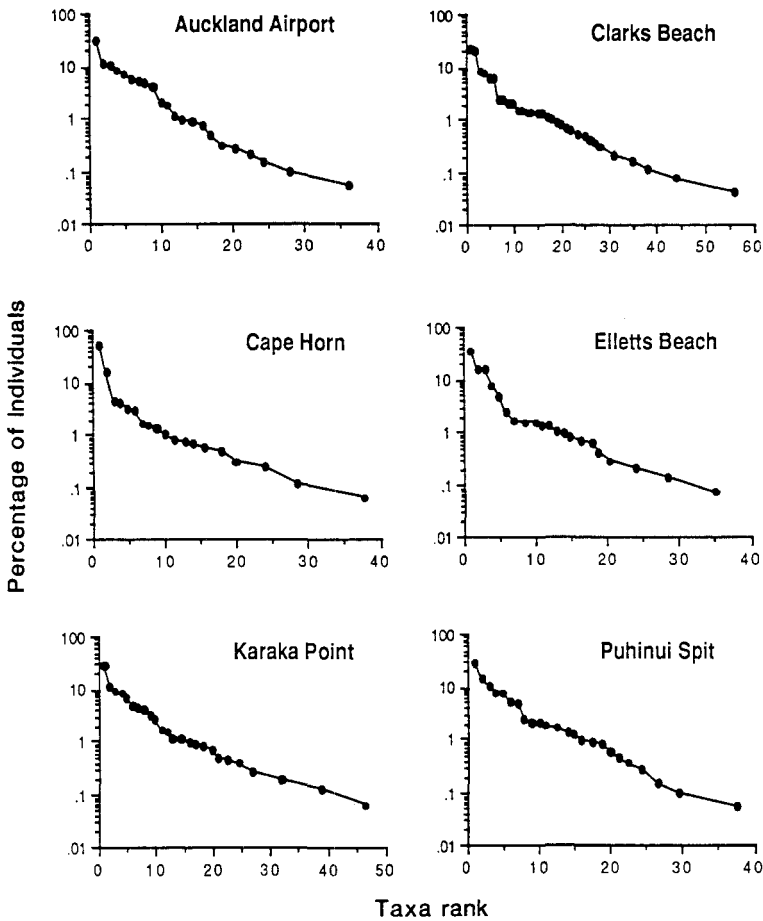 Auckland Airport
100
10
1
.1
.01
0 10 20 30 40
Clarks Beach
100
10
1
.1
.01
0 10 20 30 40 50 60
Percentage of Individuals
Cape Horn
100
10
1
.1
.01
0 10 20 30 40
Elletts Beach
100
10
1
.1
.01
0 10 20 30 40
Karaka Point
100
10
1
.1
.01
0 10 20 30 40 50
Puhinui Spit
100
10
1
.1
.01
0 10 20 30 40
Taxa rank